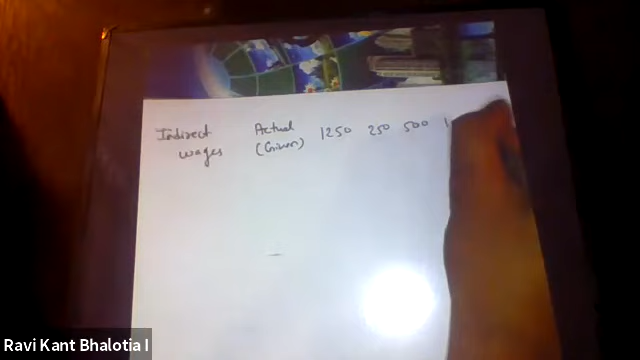 Indirect Actual 1250 250 500
wages (Given)
Ravi Kant Bhalotia I